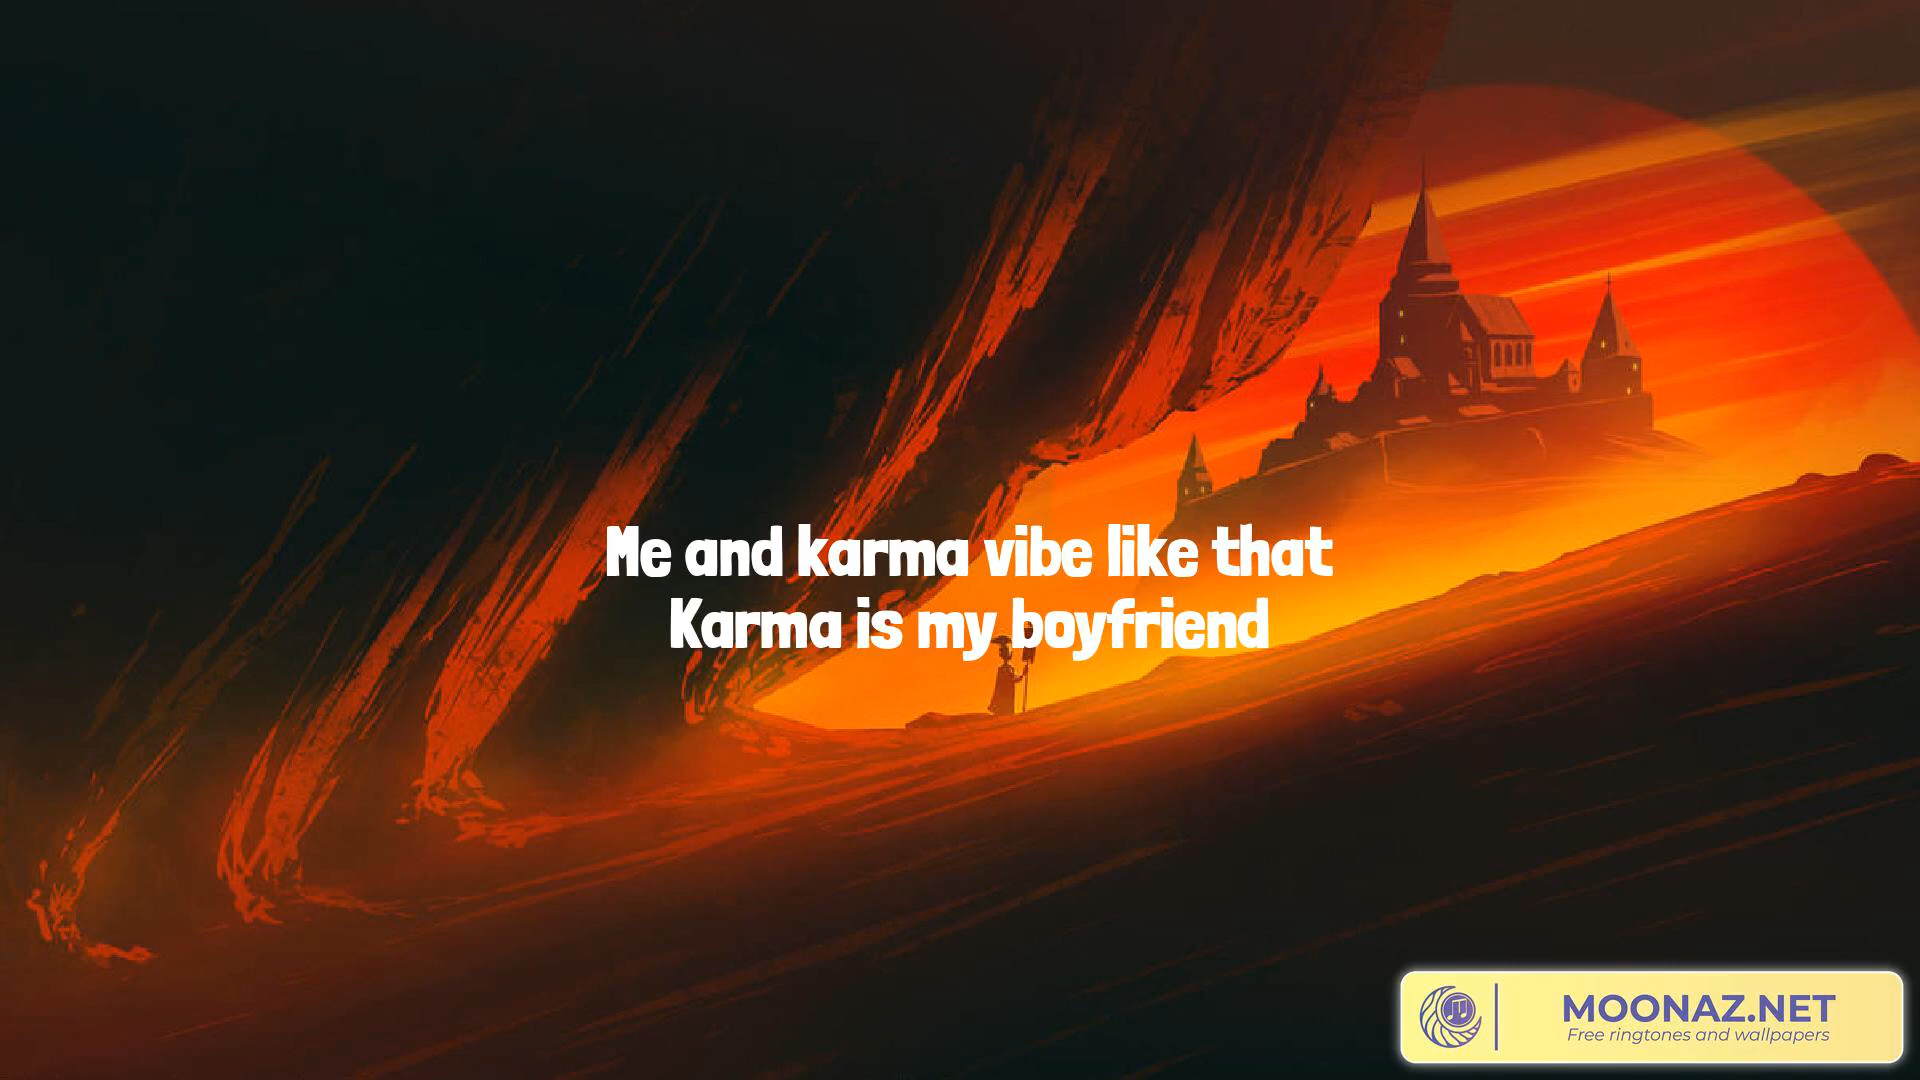 Me and karma vibe like that
Karma is my boyfriend
MOONAZ.NET
Free ringtones and wallpapers